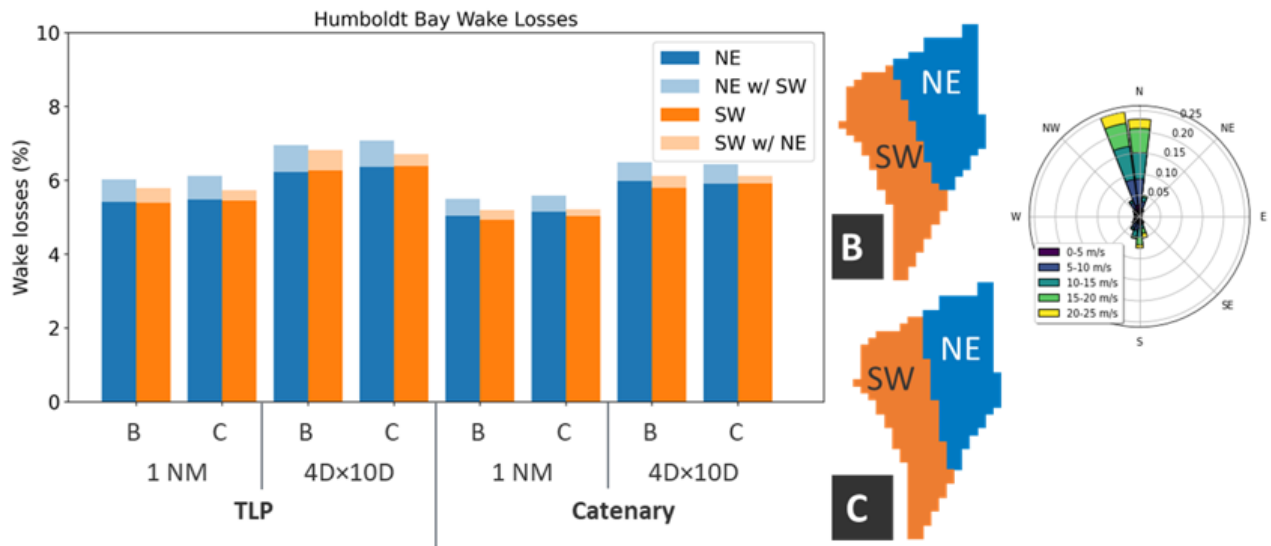 Humboldt Bay Wake Losses
Wake losses (%)
10
8
6
4
2
0
NE
NE w/ SW
SW
SW w/ NE
B C B C B C B C
1 NM 4D×10D 1 NM 4D×10D
TLP Catenary
NE
SW
B
NE
SW
C
N
NW NE
0.25
0.20
0.15
0.10
0.05
W E
0-5 m/s
5-10 m/s
10-15 m/s
15-20 m/s
20-25 m/s
SE
S